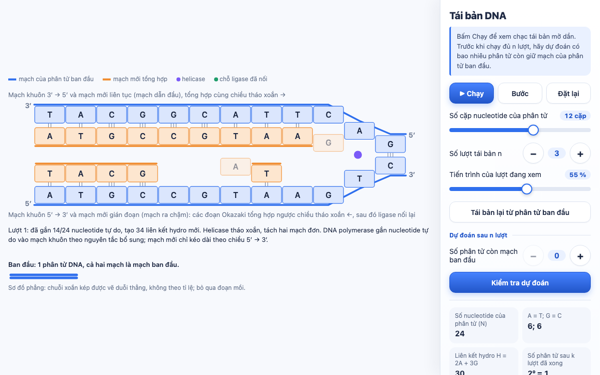 mạch của phân tử ban đầu
mạch mới tổng hợp
helicase
chỗ ligase đã nối
Mạch khuôn 3' → 5' và mạch mới liên tục (mạch dẫn đầu), tổng hợp cùng chiều tháo xoắn →
3'
T A C G G C A T T C A G
5'
A T G C C G T A A G
C
T A C G A T
T
3'
A T G C C G T A A G
5'
Mạch khuôn 5' → 3' và mạch mới gián đoạn (mạch ra chậm): các đoạn Okazaki tổng hợp ngược chiều tháo xoắn ←, sau đó ligase nối lại
Lượt 1: đã gắn 14/24 nucleotide tự do, tạo 34 liên kết hydro mới. Helicase tháo xoắn, tách hai mạch đơn. DNA polymerase gắn nucleotide tự
do vào mạch khuôn theo nguyên tắc bổ sung; mạch mới chỉ kéo dài theo chiều 5' → 3'.
Ban đầu: 1 phân tử DNA, cả hai mạch là mạch ban đầu.
Sơ đồ phẳng: chuỗi xoắn kép được vẽ duỗi thẳng, không theo tỉ lệ; bỏ qua đoạn mồi.
Tái bản DNA
Bấm Chạy để xem chạc tái bản mở dần.
Trước khi chạy đủ n lượt, hãy dự đoán có
bao nhiêu phân tử còn giữ mạch của phân
tử ban đầu.
▶ Chạy
Bước
Đặt lại
Số cặp nucleotide của phân tử
12 cặp
Số lượt tái bản n
− 3 +
Tiến trình của lượt đang xem
55 %
Tái bản lại từ phân tử ban đầu
Dự đoán sau n lượt
Số phân tử còn mạch
ban đầu
− 0 +
Kiểm tra dự đoán
Số nucleotide của
phân tử (N)
24
A = T; G = C
6; 6
Liên kết hydro H =
2A + 3G
30
Số phân tử sau k
lượt đã xong
2⁰ = 1